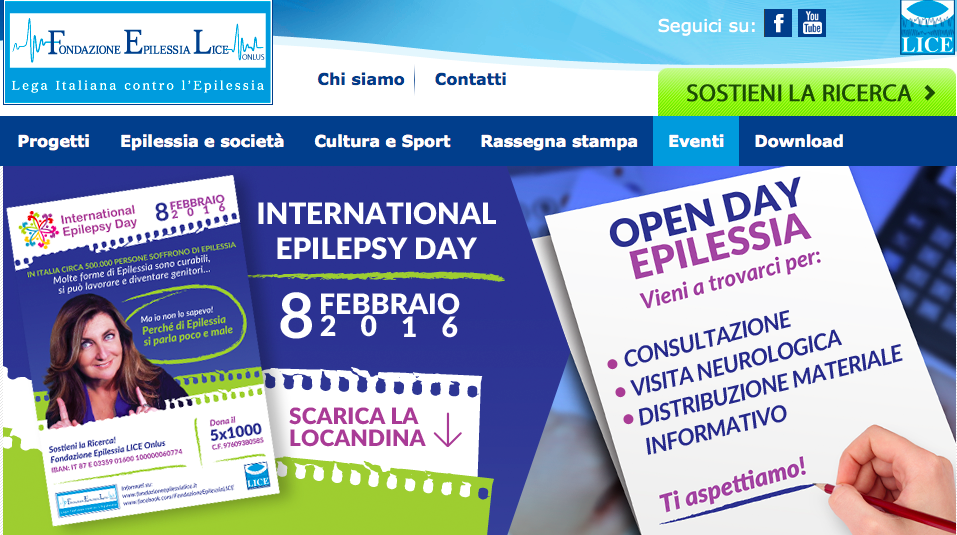 Fondazione Epilessia Lice
ONLUS
Lega Italiana contro l'Epilessia
Seguici su:
f
You
Tube
LICE
Chi siamo
Contatti
SOSTIENI LA RICERCA
Progetti
Epilessia e società
Cultura e Sport
Rassegna stampa
Eventi
Download
International
Epilepsy Day
8 FEBBRAIO
2016
IN ITALIA CIRCA 500.000 PERSONE SOFFRONO DI EPILESSIA
Molte forme di Epilessia sono curabili,
si può lavorare e diventare genitori...
Ma io non lo sapevo!
Perché di Epilessia
si parla poco e male
Sostieni la Ricerca!
Fondazione Epilessia LICE Onlus
IBAN: IT 87 E 03359 01600 100000060774
Dona il
5x1000
C.F. 97609380585
Fondazione Epilessia Lice
Informati su:
www.fondazioneepilessialice.it
www.facebook.com/FondazioneEpilessiaLICE
LICE
INTERNATIONAL
EPILEPSY DAY
8 FEBBRAIO
2016
SCARICA LA
LOCANDINA
OPEN DAY
EPILESSIA
Vieni a trovarci per:
• CONSULTAZIONE
• VISITA NEUROLOGICA
• DISTRIBUZIONE MATERIALE
INFORMATIVO
Ti aspettiamo!